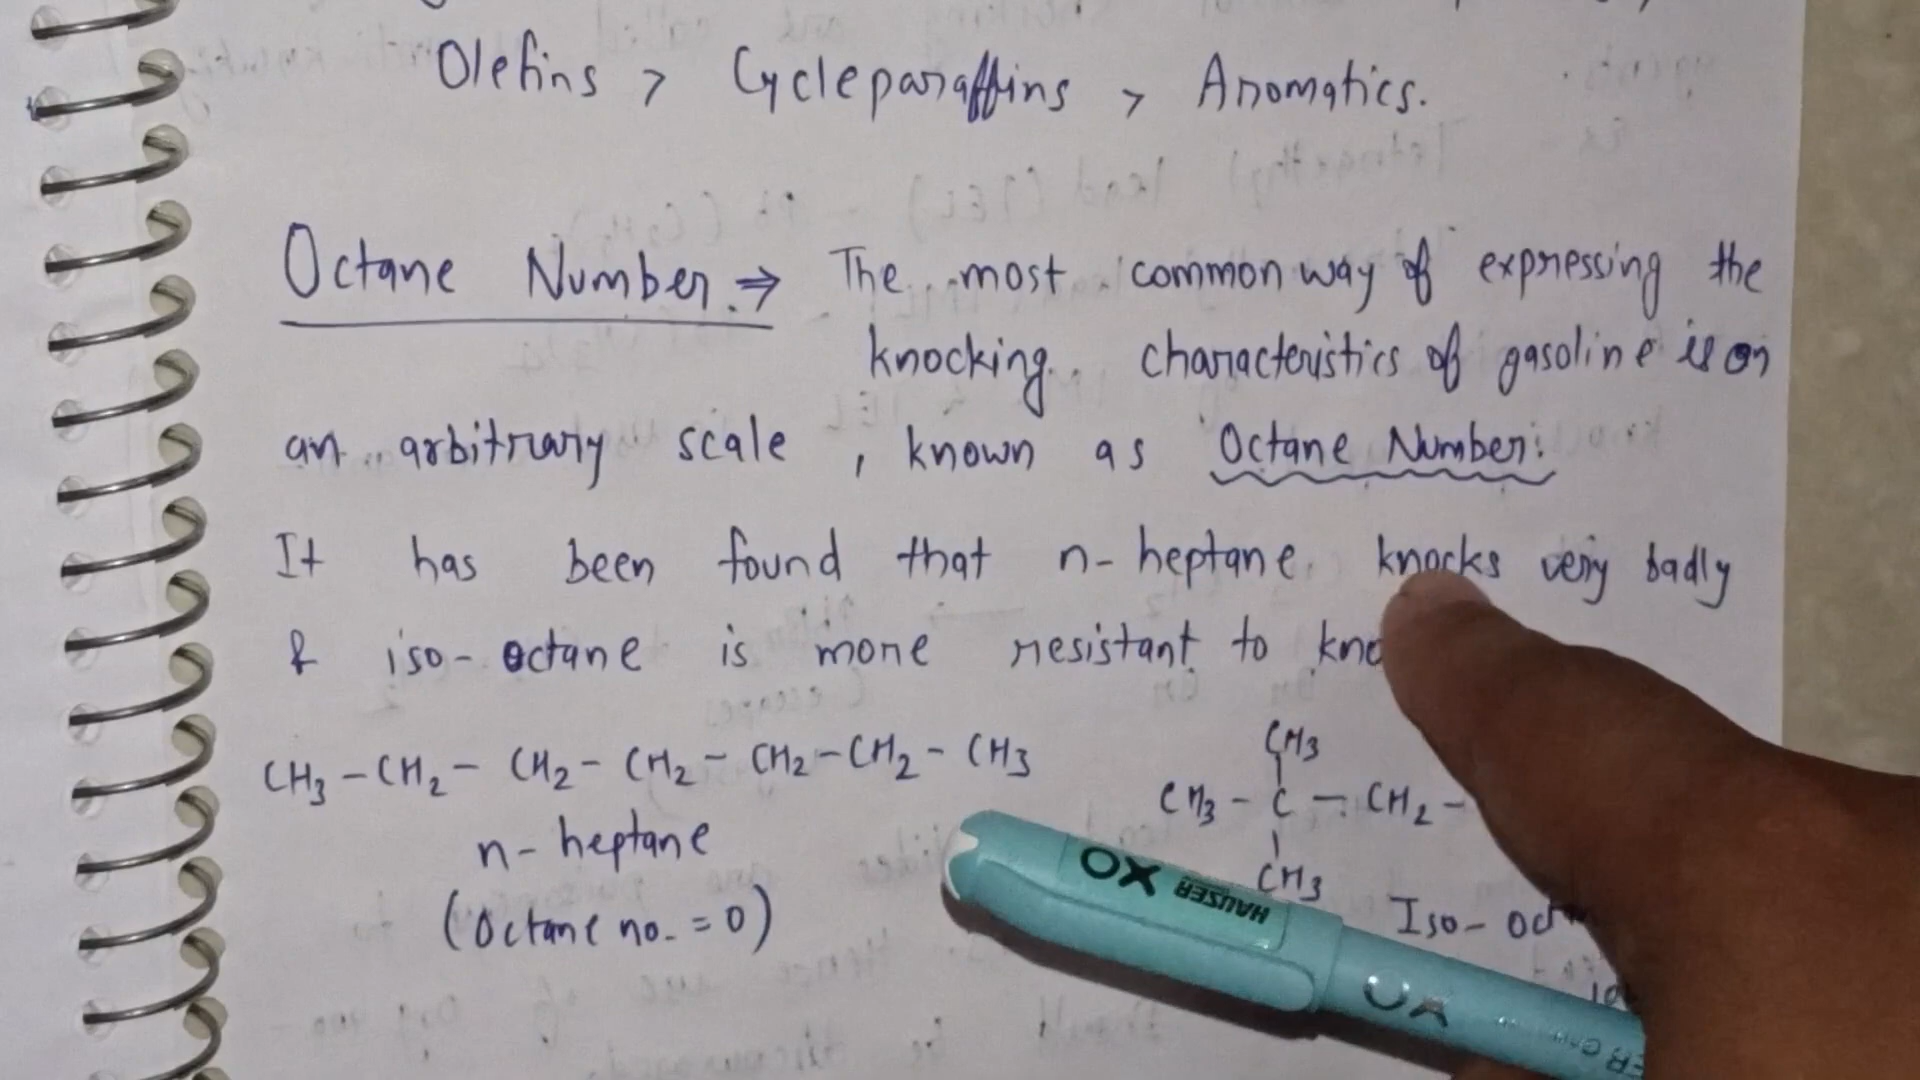 Olefins > Cycleparaffins > Aromatics.
Octane Number. ⇒ The most common way of expressing the
knocking characteristics of gasoline is on
an arbitrary scale, known as Octane Number:
It has been found that n-heptane knocks very badly
& iso-octane is more resistant to
CH3
CH3 - CH2 - CH2 - CH2 - CH2 - CH2 - CH3
CH3 - C - CH2 -
CH3
n-heptane
(Octane no. = 0)
Iso-
XO HAUSER
XO